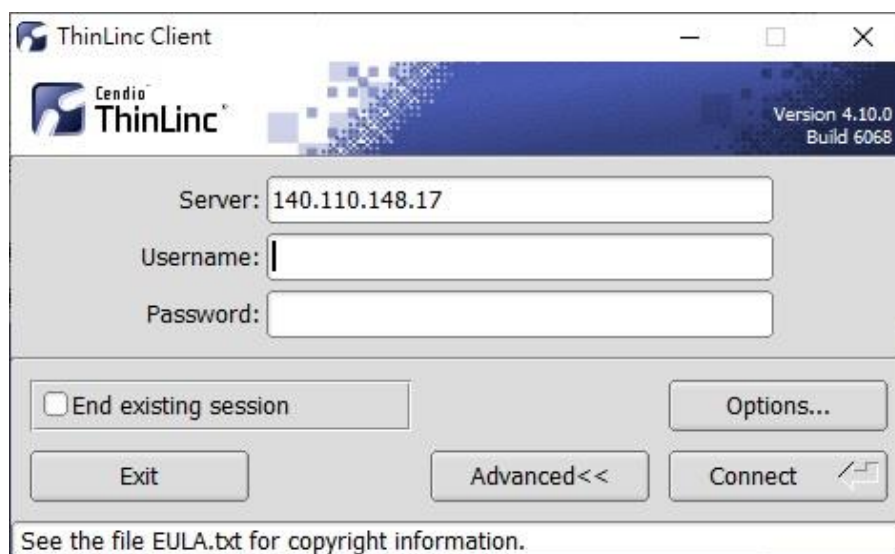 ThinLinc Client
Cendio
ThinLinc
Version 4.10.0
Build 6068
Server: 140.110.148.17
Username:
Password:
End existing session
Options...
Exit
Advanced<<
Connect
See the file EULA.txt for copyright information.